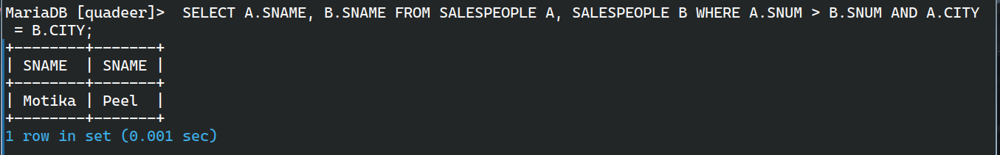 MariaDB [quadeer]>  SELECT A.SNAME, B.SNAME FROM SALESPEOPLE A, SALESPEOPLE B WHERE A.SNUM > B.SNUM AND A.CITY
 = B.CITY;
+--------+-------+
| SNAME  | SNAME |
+--------+-------+
| Motika | Peel  |
+--------+-------+
1 row in set (0.001 sec)